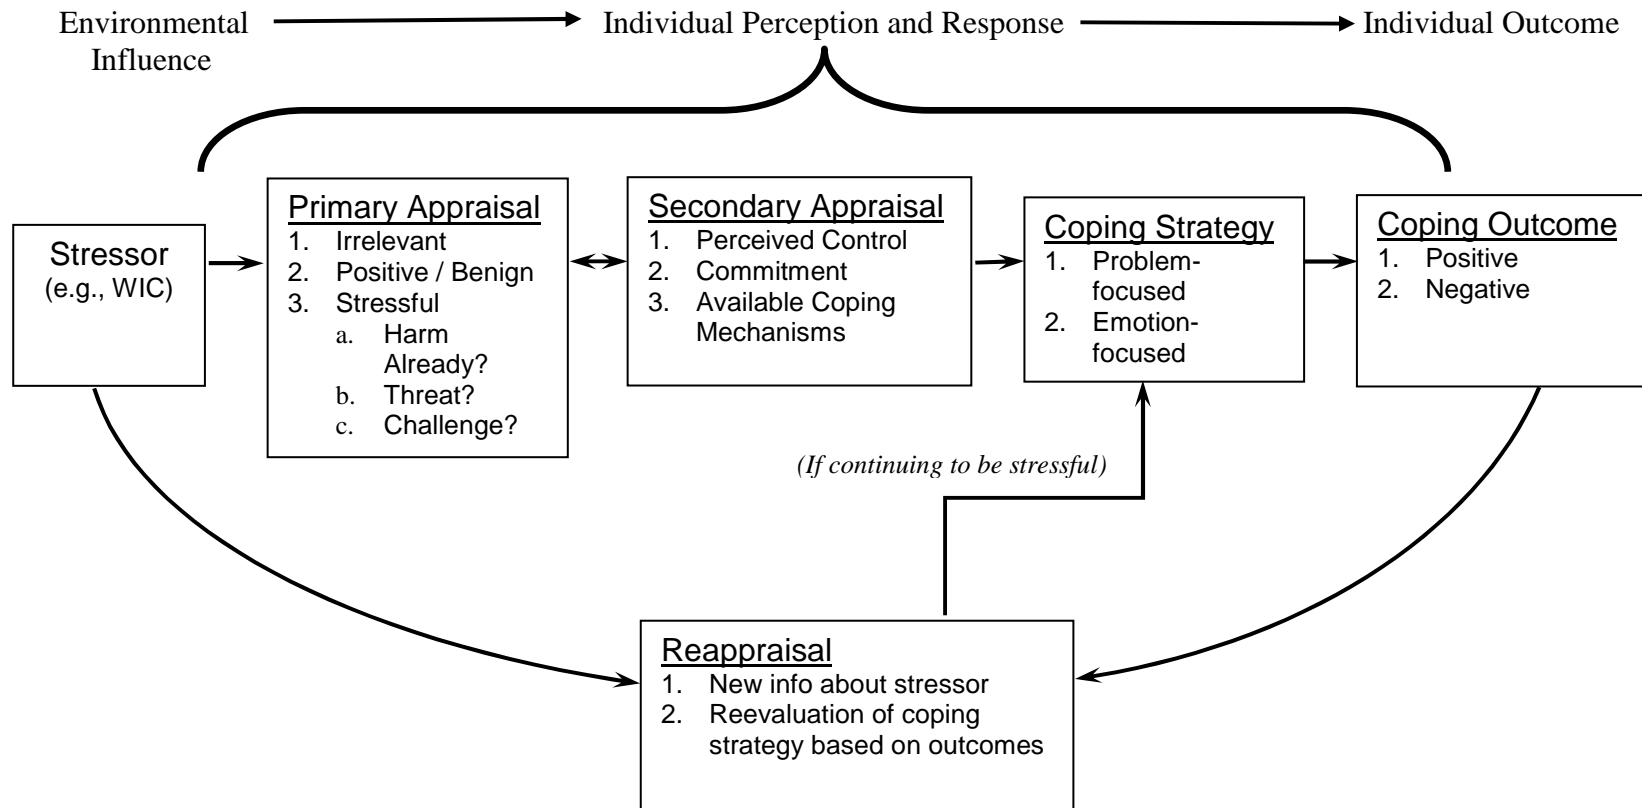 Environmental
Influence
Individual Perception and Response
Individual Outcome
Stressor
(e.g., WIC)
Primary Appraisal
1. Irrelevant
2. Positive / Benign
3. Stressful
a. Harm
Already?
b. Threat?
c. Challenge?
Secondary Appraisal
1. Perceived Control
2. Commitment
3. Available Coping
Mechanisms
Coping Strategy
1. Problem-
focused
2. Emotion-
focused
Coping Outcome
1. Positive
2. Negative
(If continuing to be stressful)
Reappraisal
1. New info about stressor
2. Reevaluation of coping
strategy based on outcomes